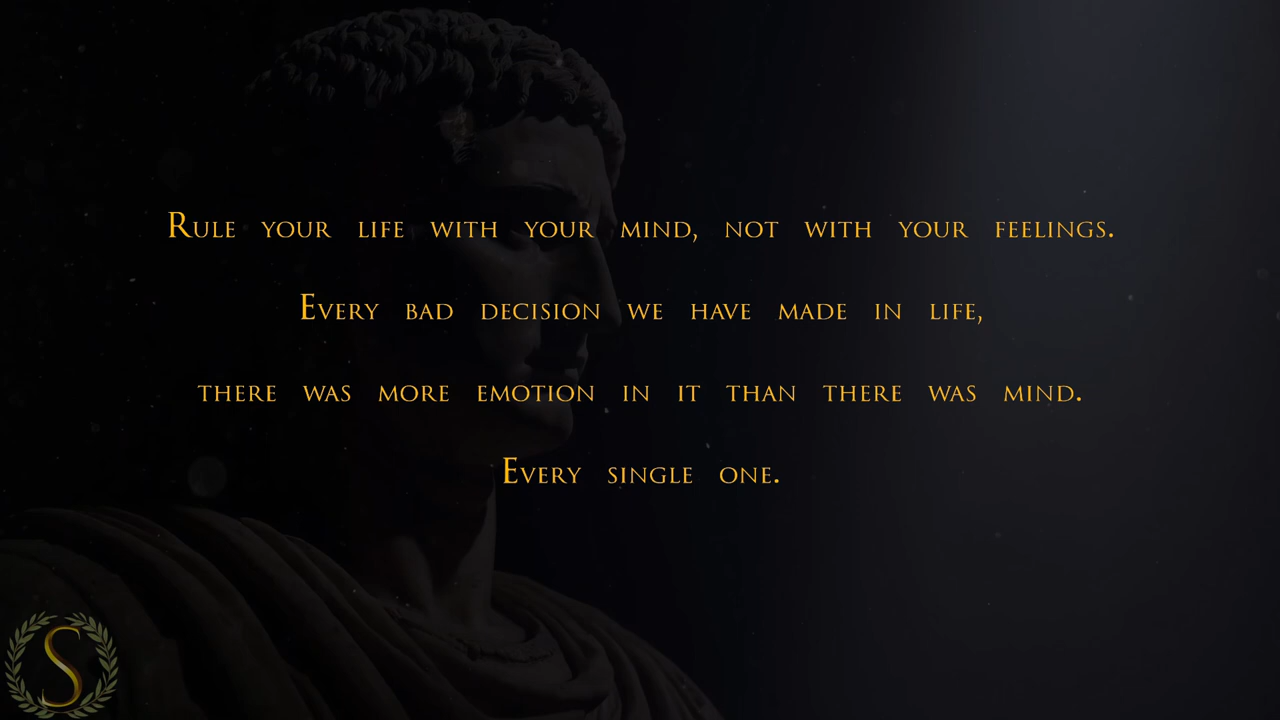 Rule your life with your mind, not with your feelings.
Every bad decision we have made in life,
there was more emotion in it than there was mind.
Every single one.
S